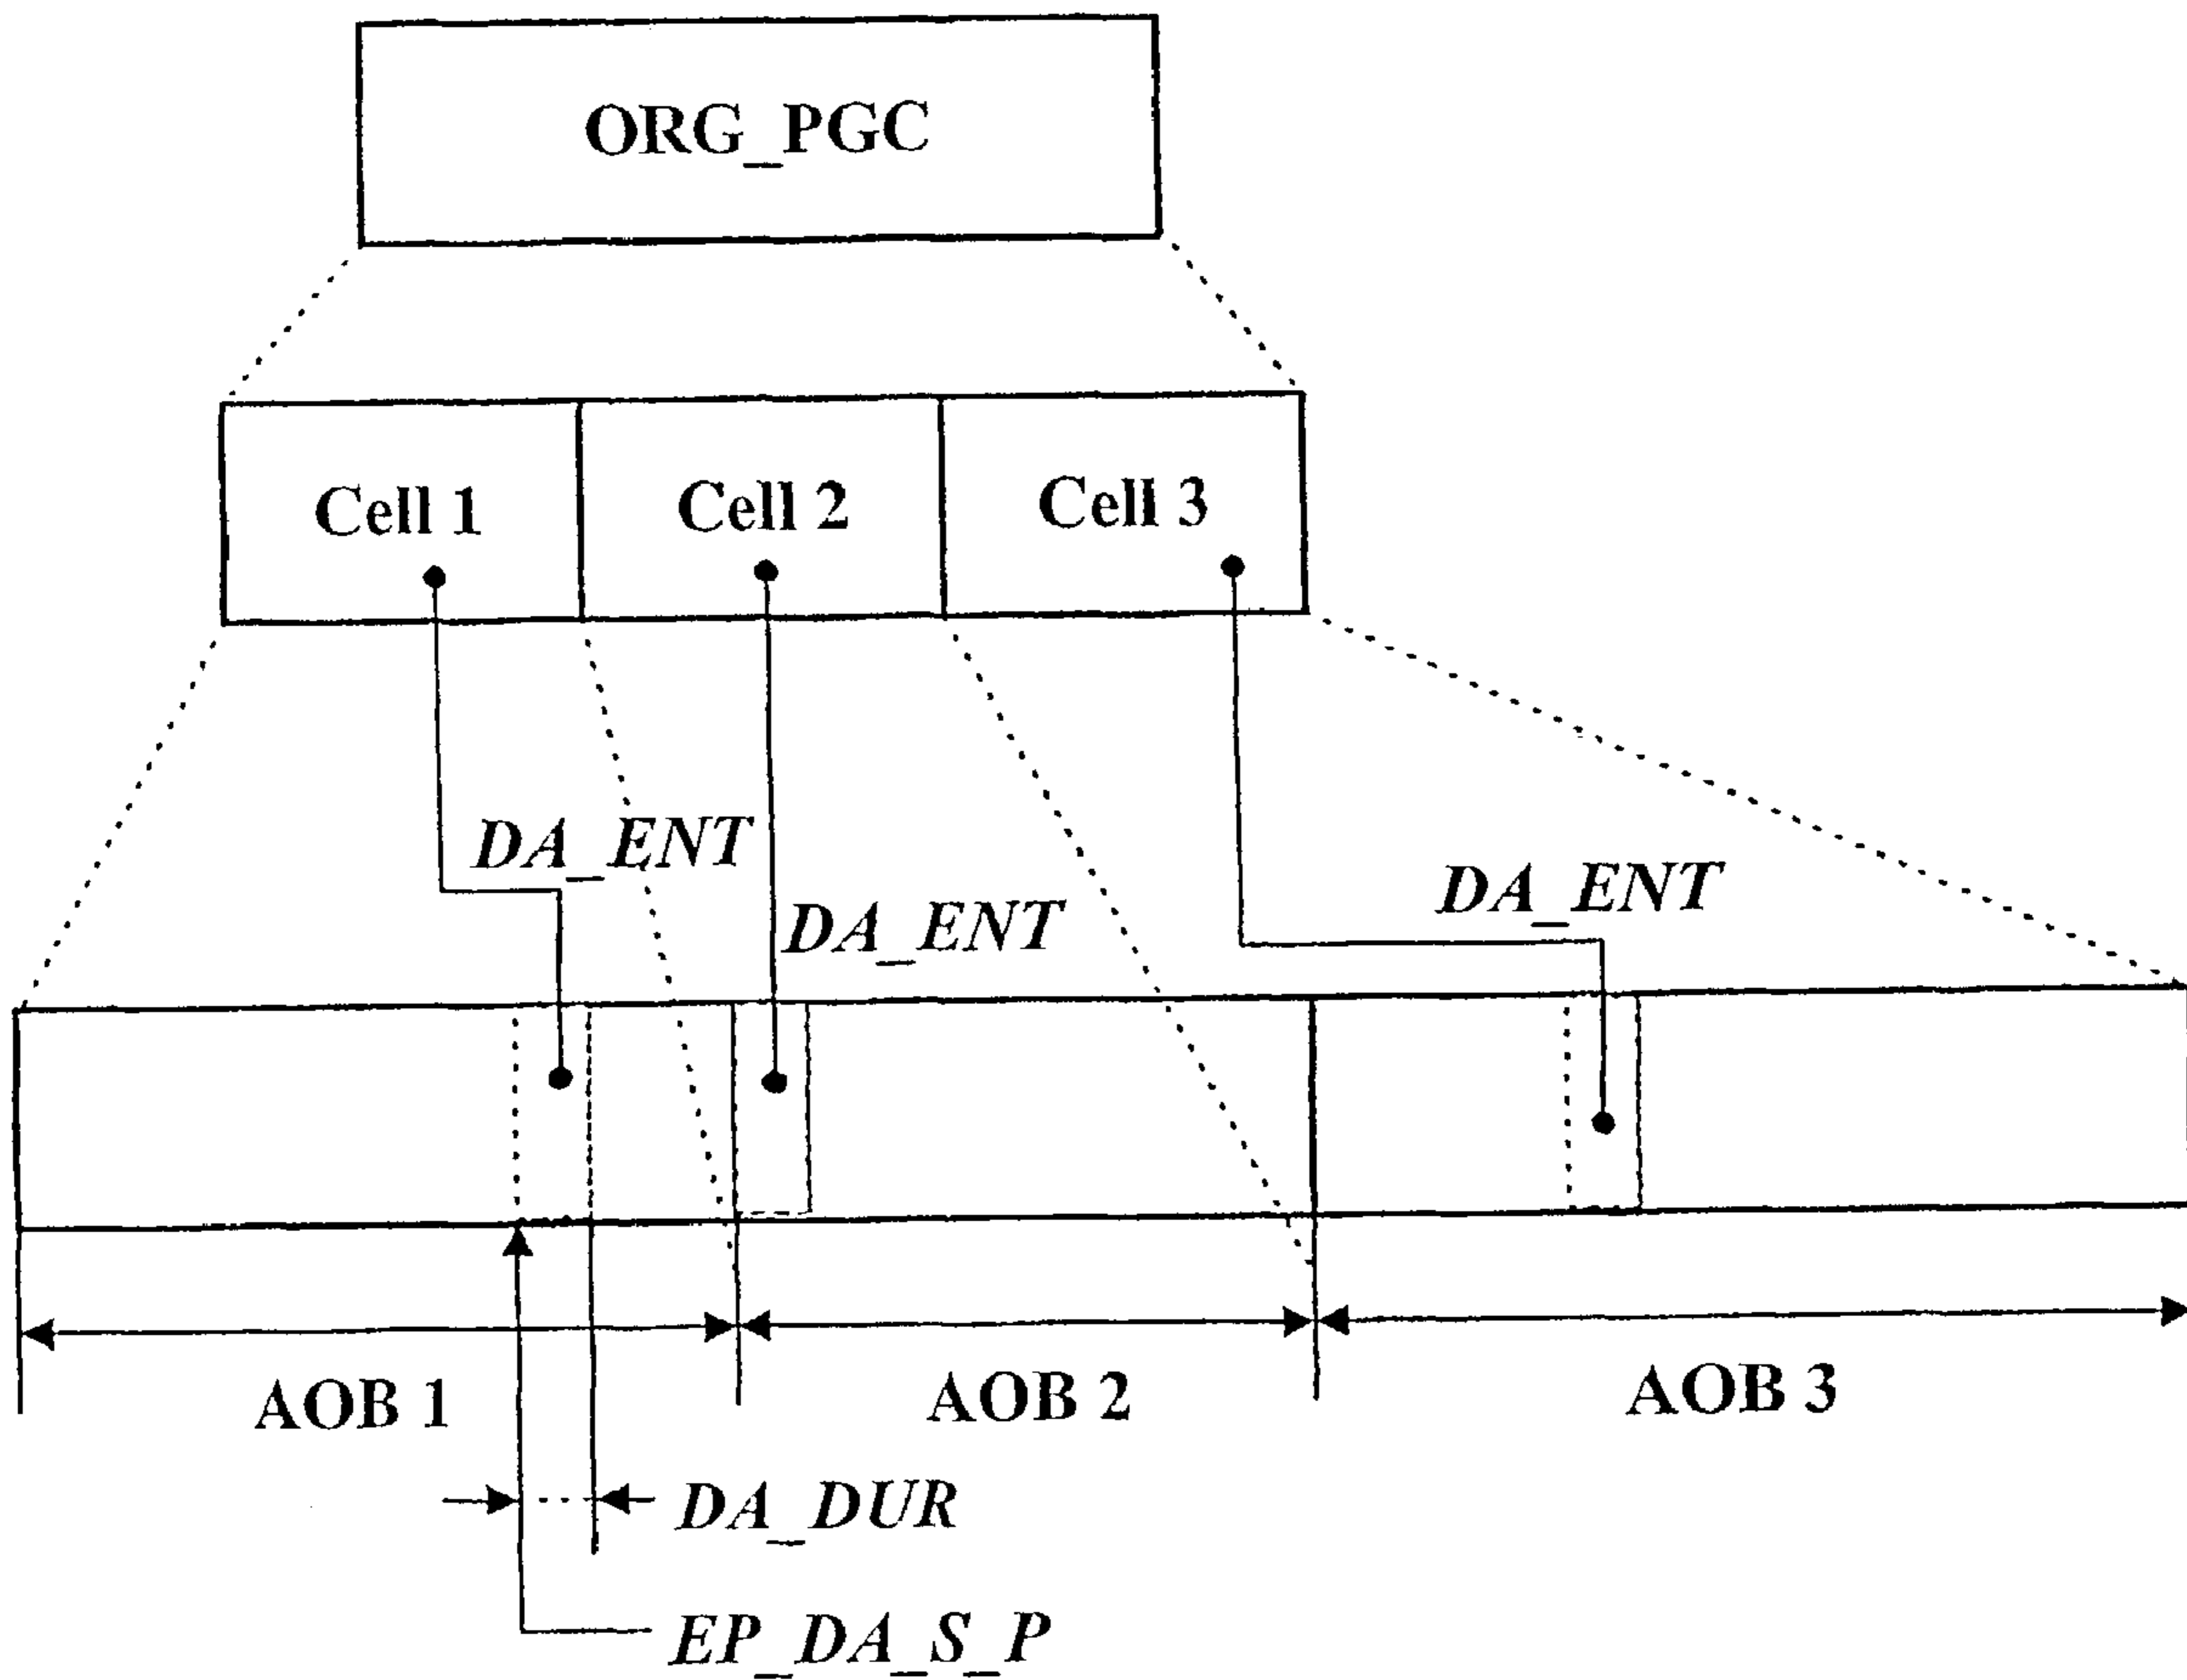 ORG_PGC
Cell 1
Cell 2
Cell 3
DA_ENT
DA_ENT
DA_ENT
AOB 1
AOB 2
AOB 3
DA_DUR
EP_DA_S_P